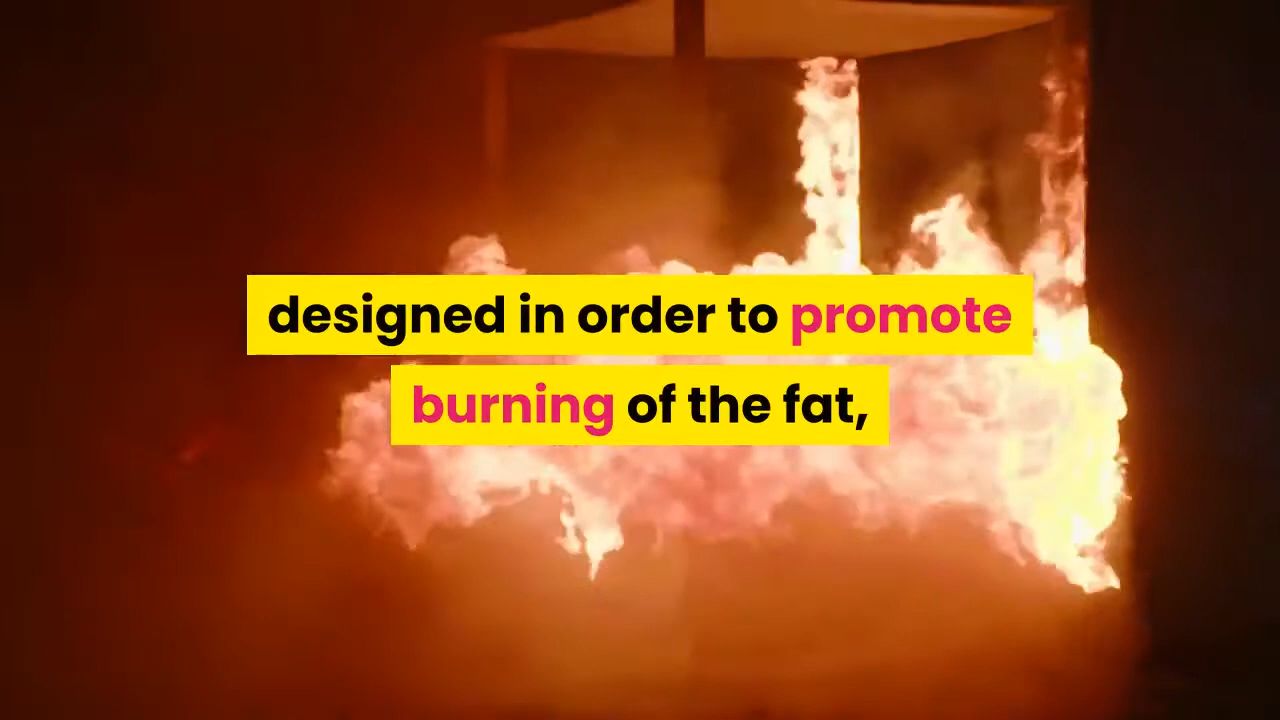 designed in order to promote
burning of the fat,